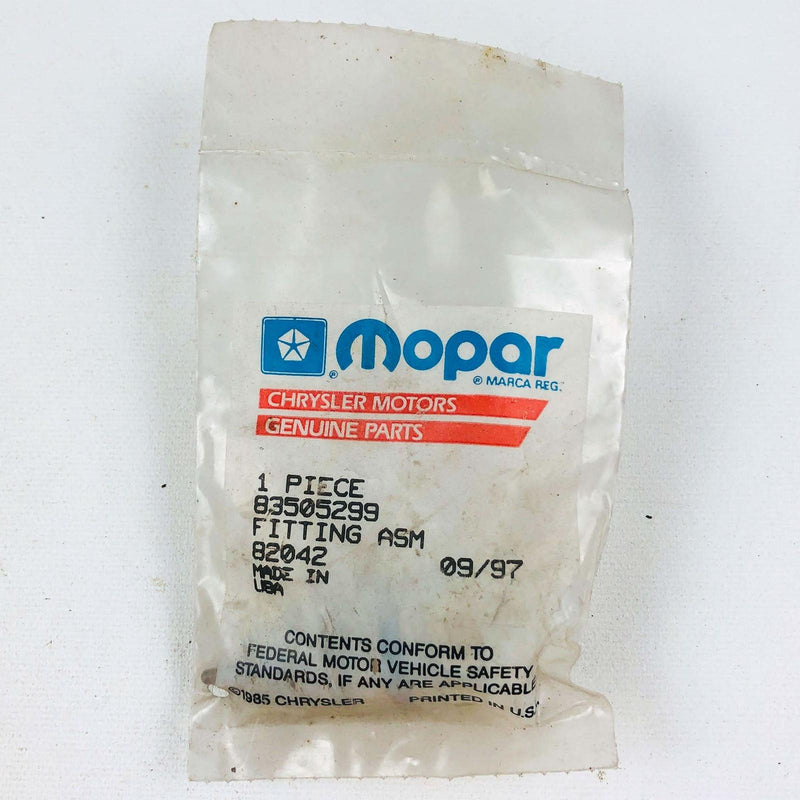 mopar
® ® MARCA REG.
CHRYSLER MOTORS
GENUINE PARTS
1 PIECE
83505299
FITTING ASM
82042 09/97
MADE IN
USA
CONTENTS CONFORM TO
FEDERAL MOTOR VEHICLE SAFETY
STANDARDS, IF ANY ARE APPLICABLE
©1985 CHRYSLER PRINTED IN U.S.